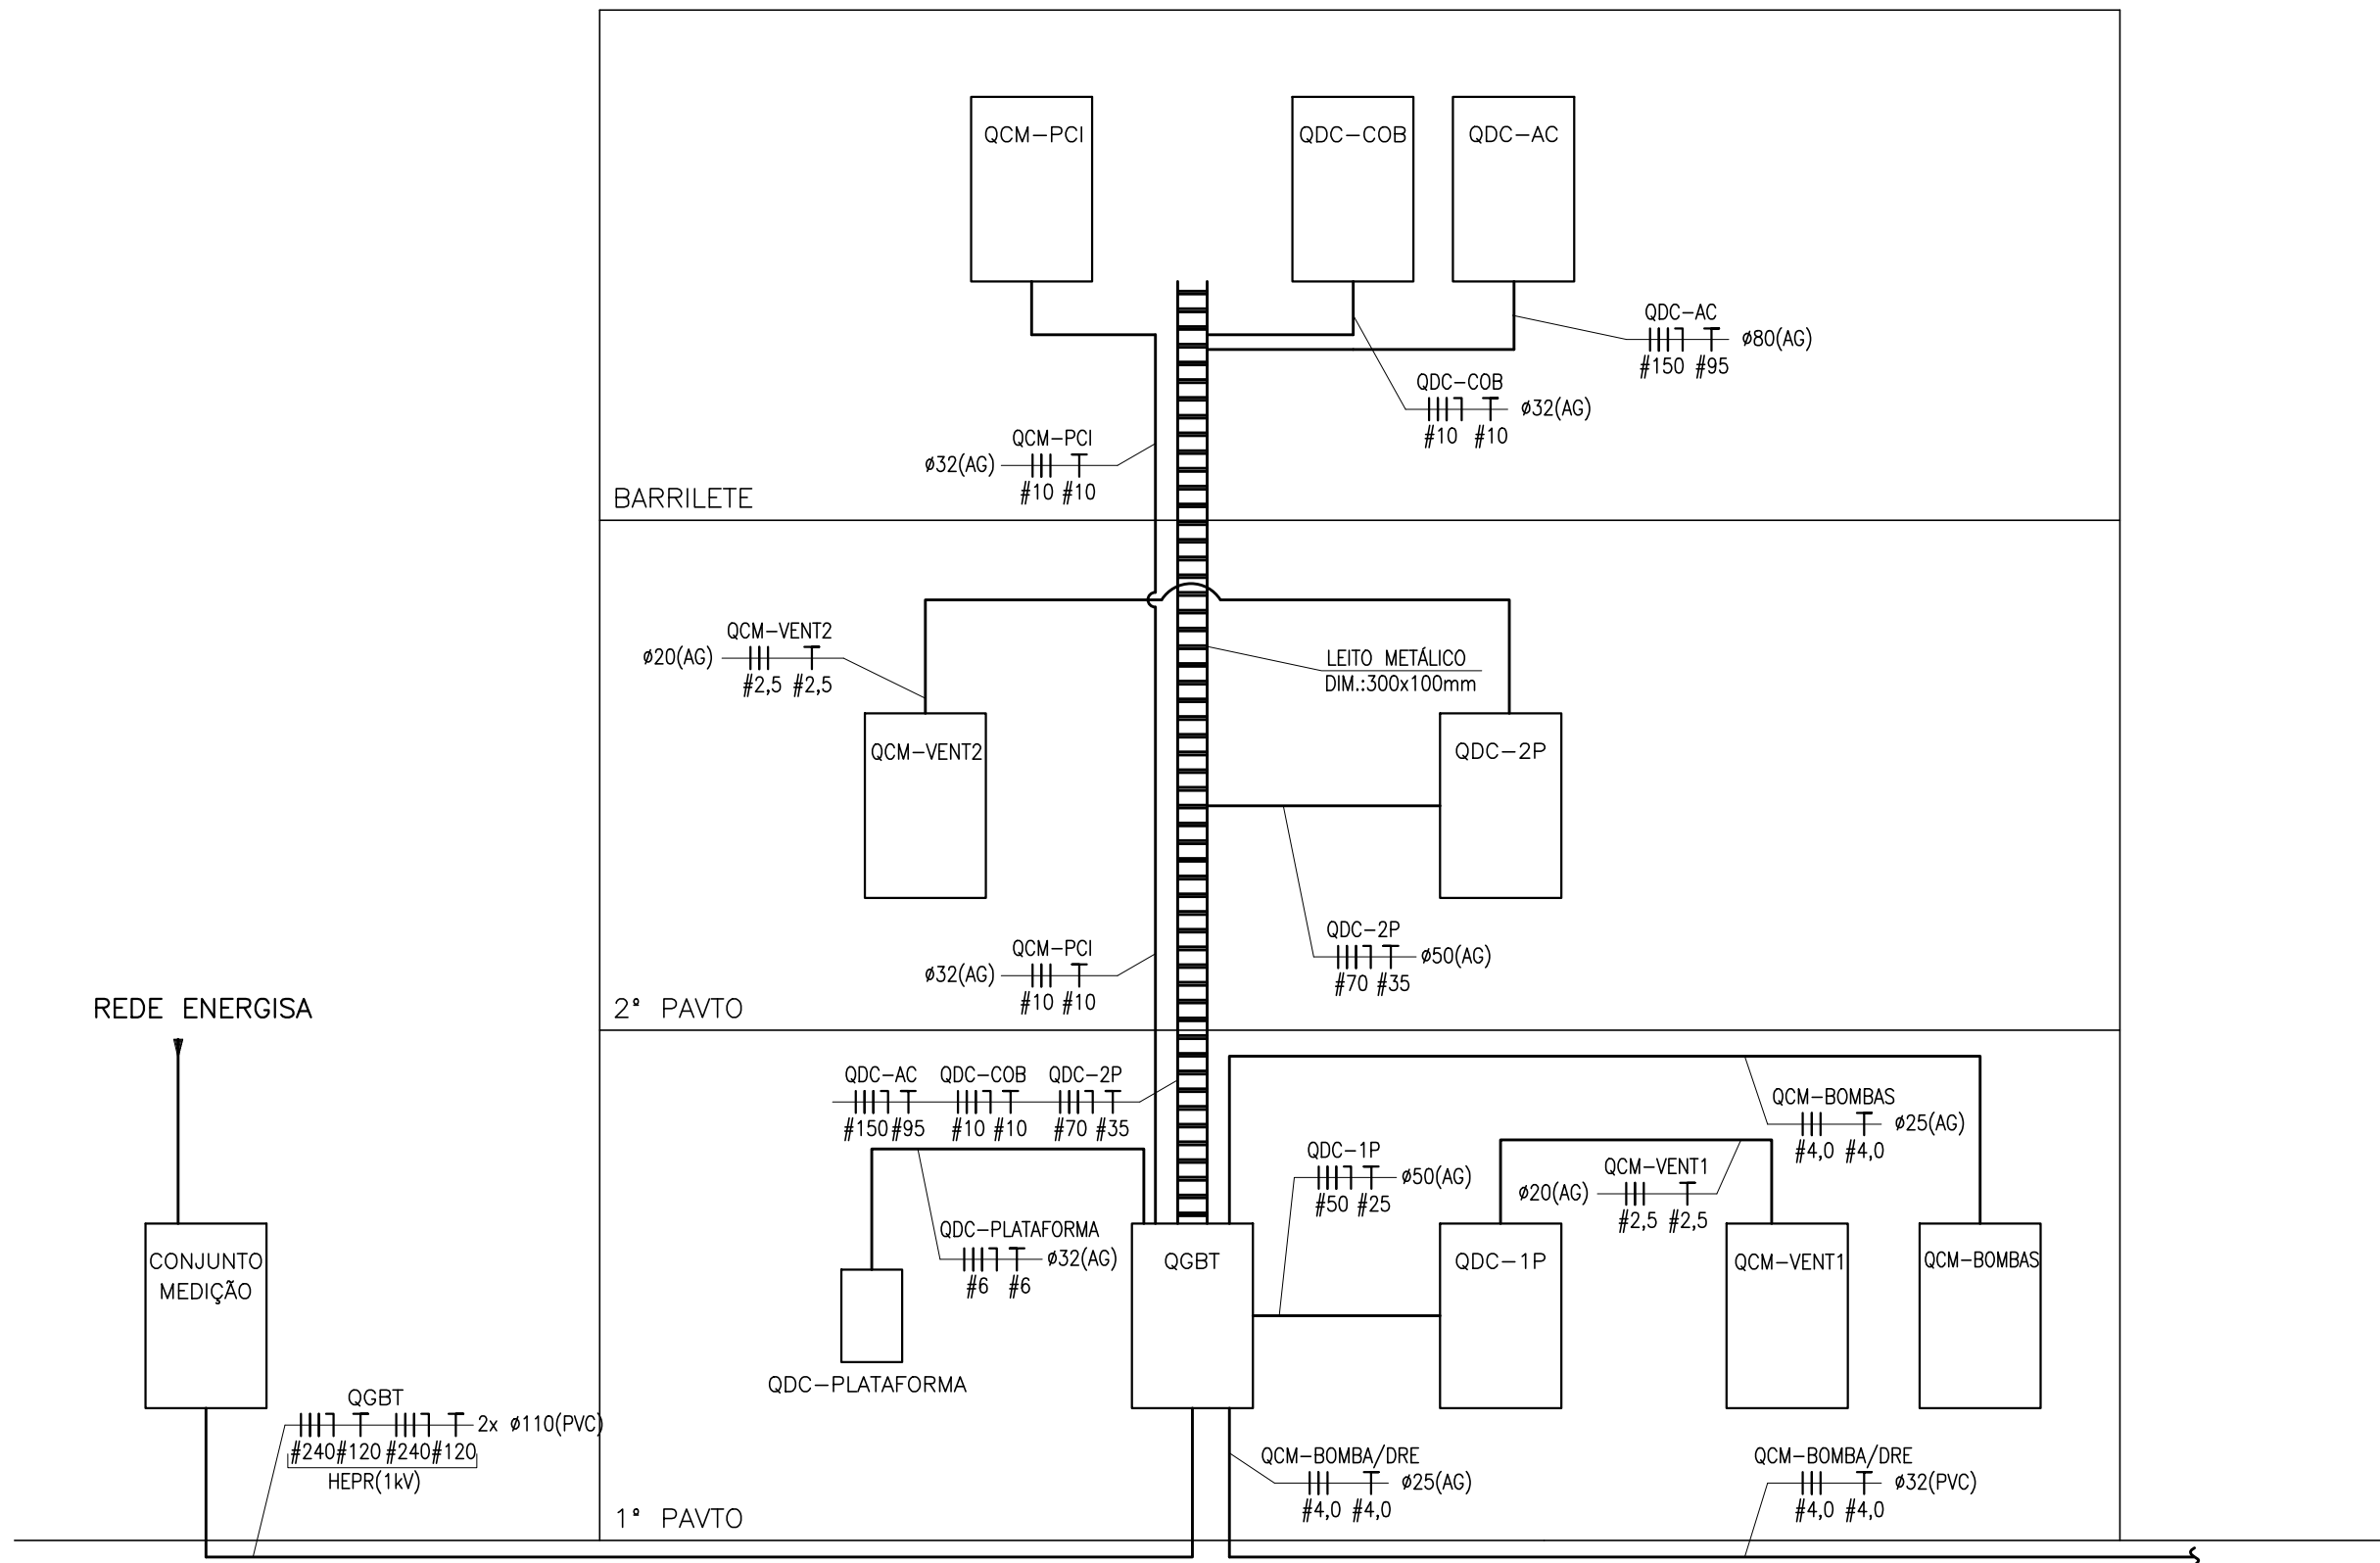 QCM-PCI
QDC-COB
QDC-AC
QDC-AC
ø80(AG)
#150 #95
QDC-COB
ø32(AG)
#10 #10
QCM-PCI
ø32(AG)
#10 #10
BARRILETE
QCM-VENT2
ø20(AG)
#2,5 #2,5
LEITO METÁLICO
DIM.:300x100mm
QCM-VENT2
QDC-2P
QDC-2P
ø50(AG)
#70 #35
QCM-PCI
ø32(AG)
#10 #10
2º PAVTO
REDE ENERGISA
QDC-AC QDC-COB QDC-2P
#150 #95 #10 #10 #70 #35
QCM-BOMBAS
ø25(AG)
#4,0 #4,0
QDC-1P
ø50(AG)
#50 #25
QCM-VENT1
ø20(AG)
#2,5 #2,5
QDC-PLATAFORMA
ø32(AG)
#6 #6
CONJUNTO
MEDIÇÃO
QGBT
QDC-1P
QCM-VENT1
QCM-BOMBAS
QDC-PLATAFORMA
QGBT
2x ø110(PVC)
#240 #120 #240 #120
HEPR(1kV)
QCM-BOMBA/DRE
ø25(AG)
#4,0 #4,0
QCM-BOMBA/DRE
ø32(PVC)
#4,0 #4,0
1º PAVTO